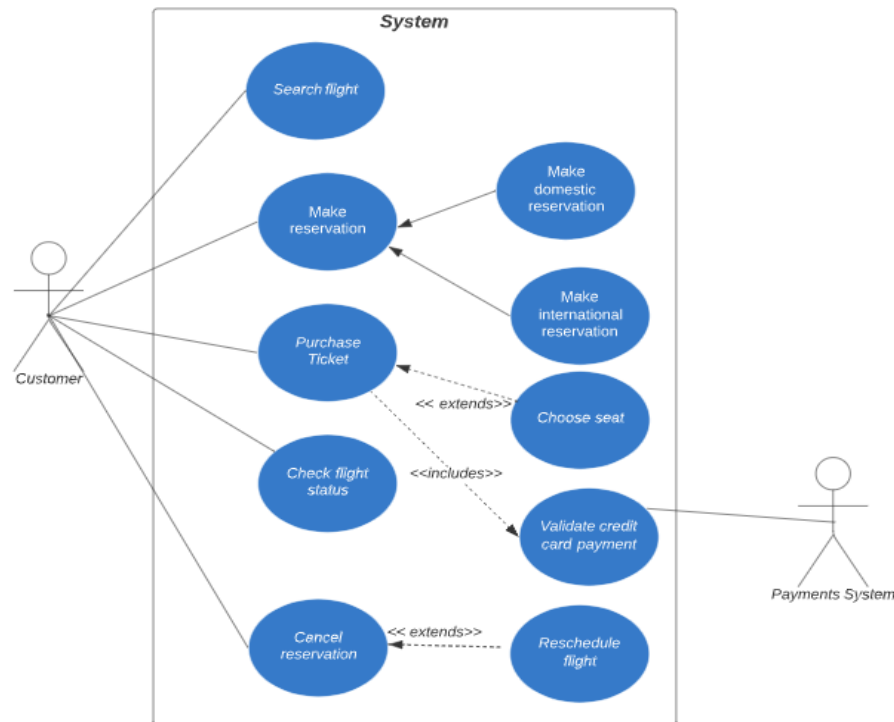 System
Search flight
Make
domestic
reservation
Make
reservation
Make
international
reservation
Purchase
Ticket
Customer
<< extends>>
Choose seat
Check flight
status
<<includes>>
Validate credit
card payment
Payments System
Cancel
reservation
<< extends>>
Reschedule
flight